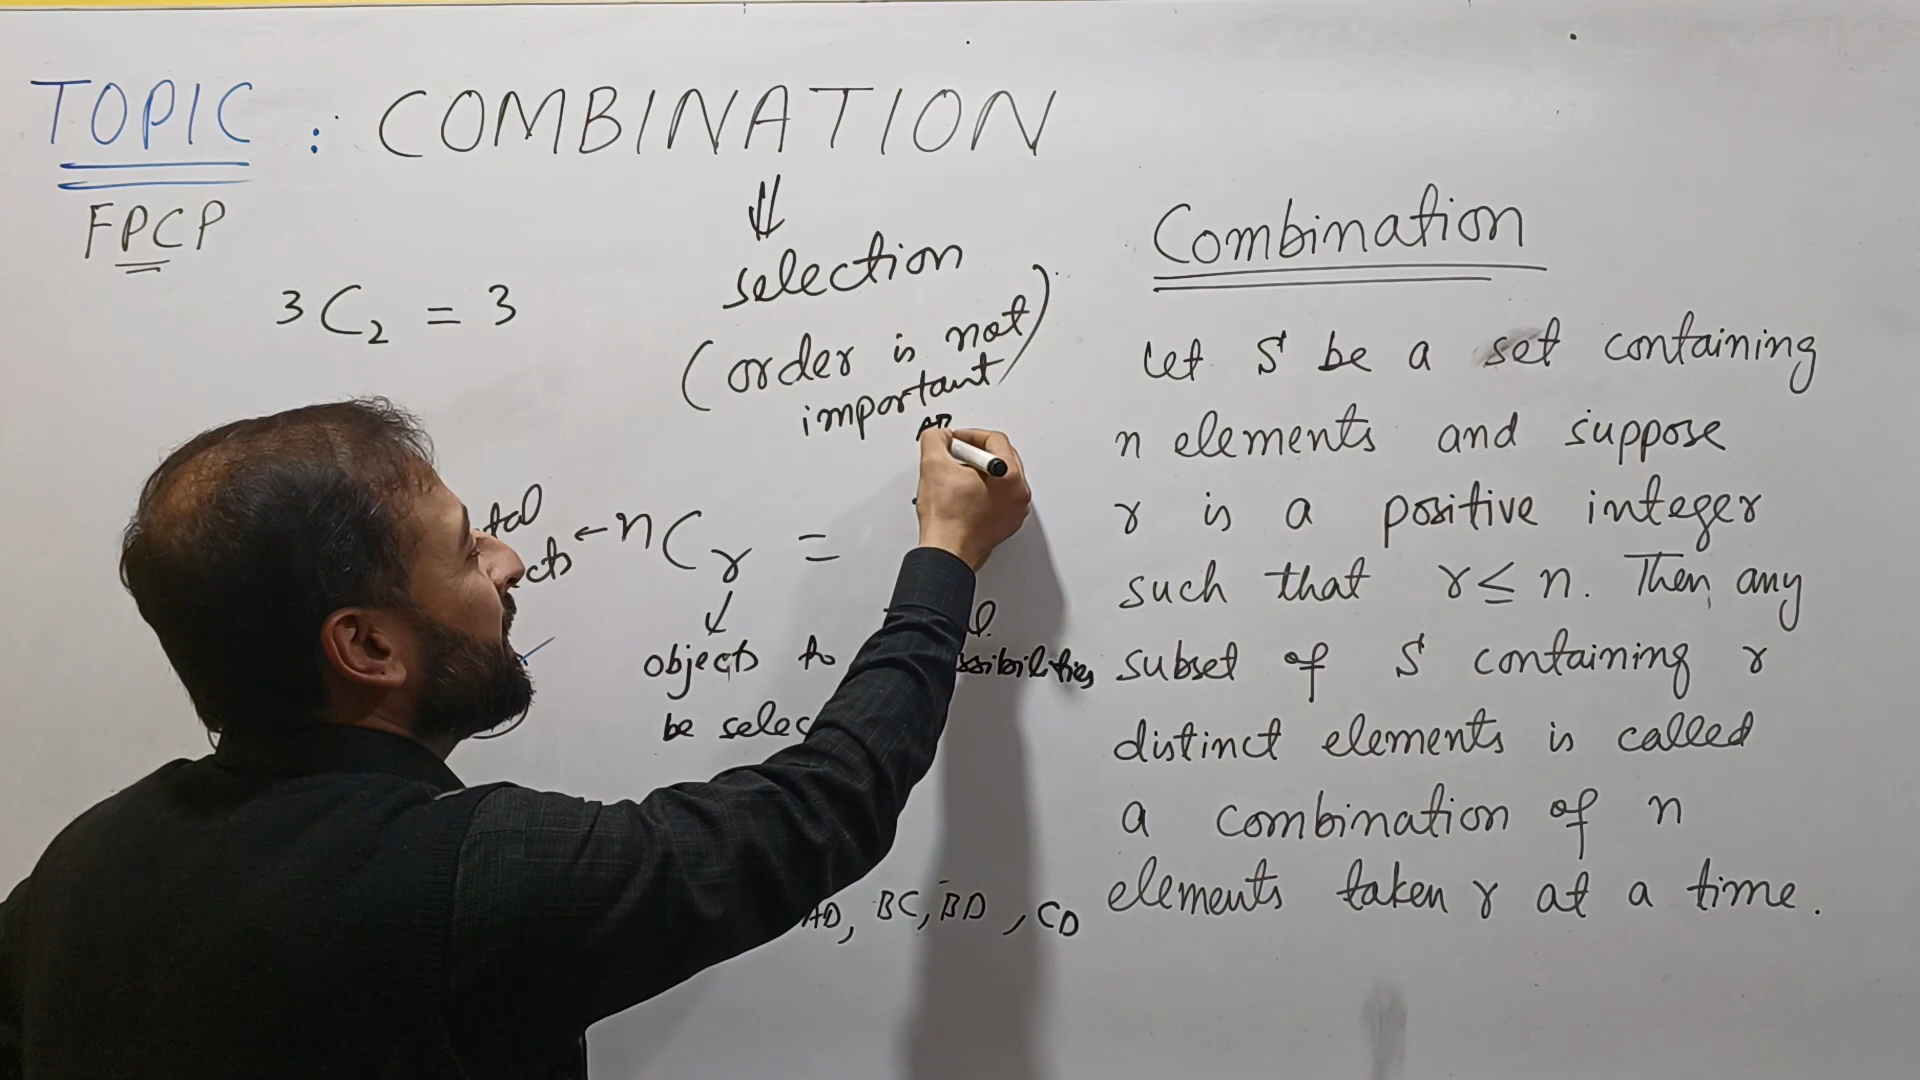 TOPIC : COMBINATION
FPCP
³C₂ = 3
selection
(order is not
important)
ⁿCᵣ =
objects to
be selec
AD, BC, BD, CD
Combination
Let S be a set containing
n elements and suppose
r is a positive integer
such that r ≤ n. Then, any
subset of S containing r
distinct elements is called
a combination of n
elements taken r at a time.